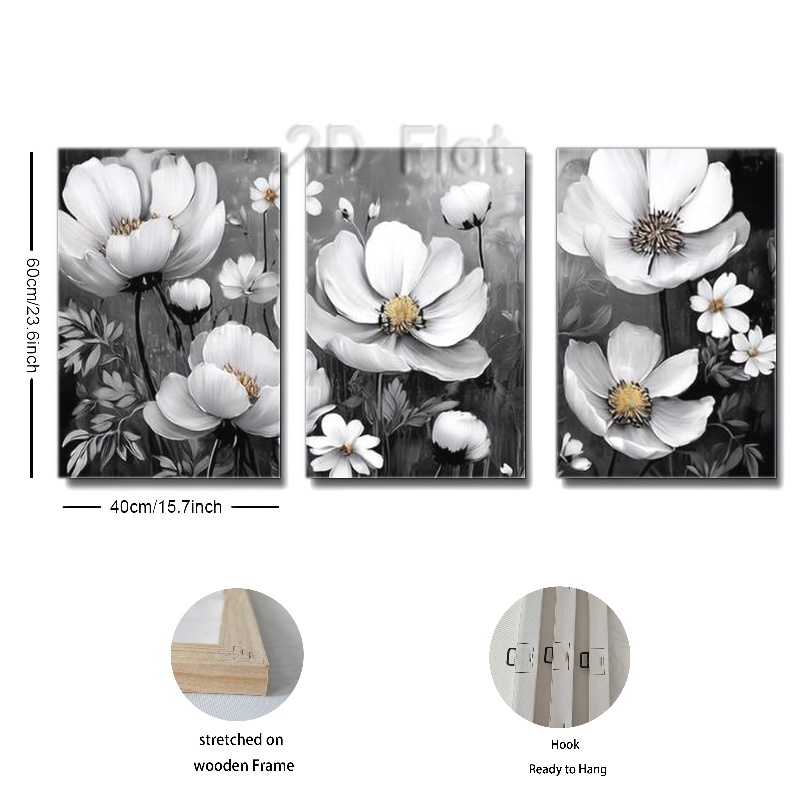 2D Flat
60cm/23.6inch
40cm/15.7inch
stretched on
wooden Frame
Hook
Ready to Hang